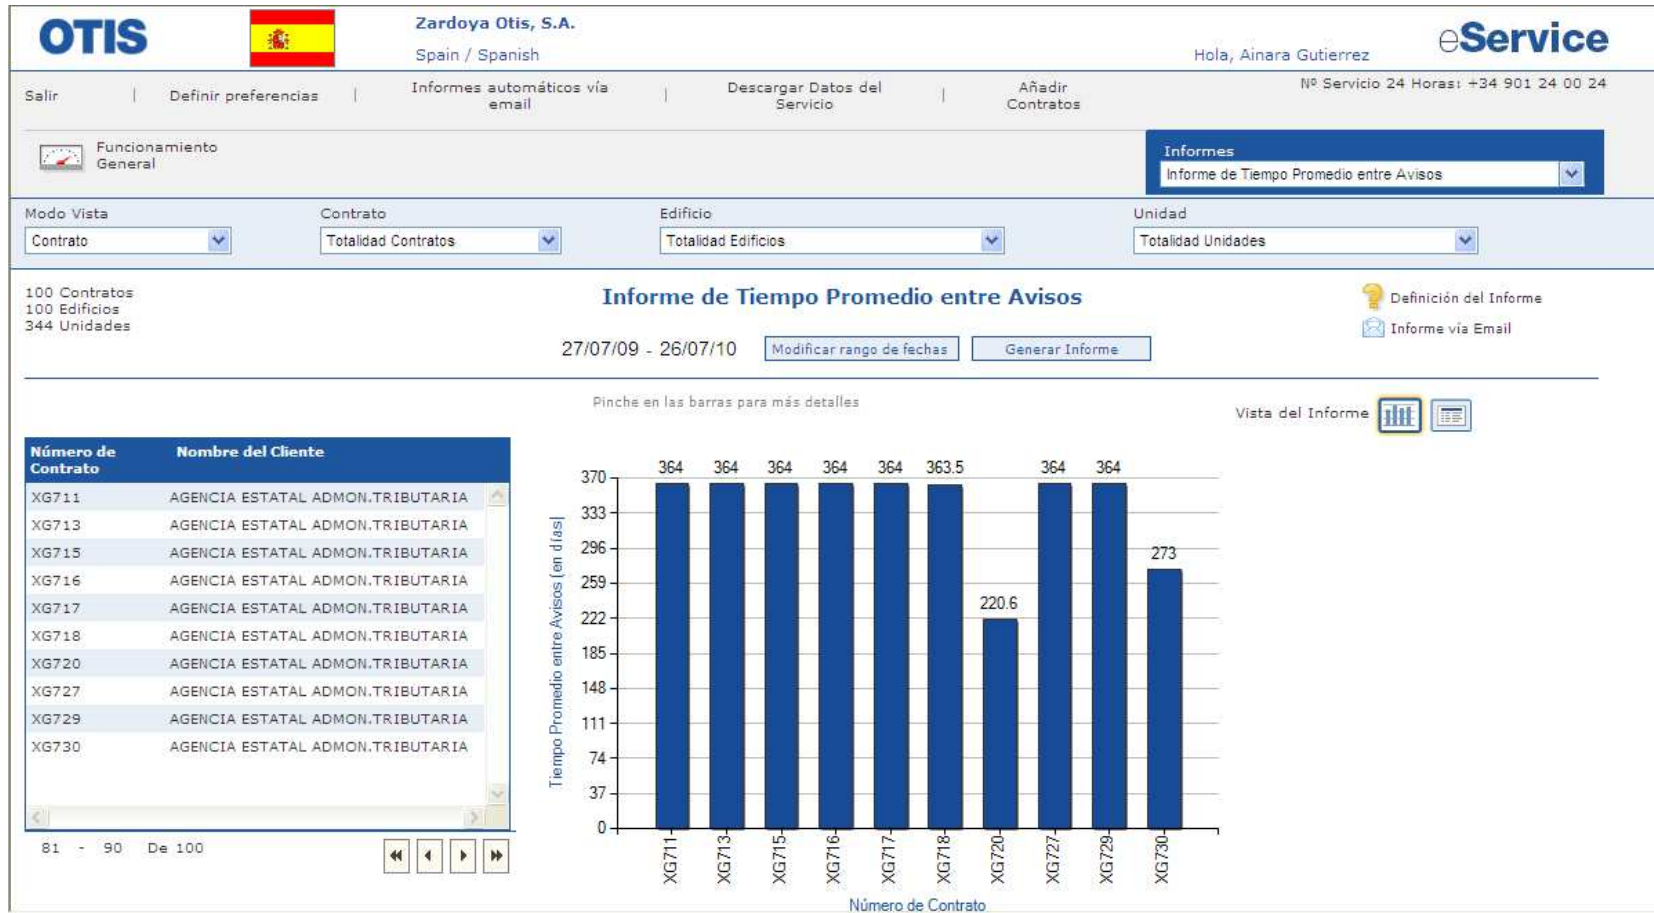 OTIS
Zardoya Otis, S.A.
Spain / Spanish
Hola, Ainara Gutierrez
eService
Salir | Definir preferencias | Informes automáticos vía email | Descargar Datos del Servicio | Añadir Contratos
Nº Servicio 24 Horas: +34 901 24 00 24
Funcionamiento
General
Informes
Informe de Tiempo Promedio entre Avisos
Modo Vista Contrato Edificio Unidad
Contrato Totalidad Contratos Totalidad Edificios Totalidad Unidades
100 Contratos
100 Edificios
344 Unidades
Informe de Tiempo Promedio entre Avisos
27/07/09 - 26/07/10 Modificar rango de fechas Generar Informe
Definición del Informe
Informe vía Email
Pinche en las barras para más detalles
Vista del Informe
Número de Contrato Nombre del Cliente
XG711 AGENCIA ESTATAL ADMON.TRIBUTARIA
XG713 AGENCIA ESTATAL ADMON.TRIBUTARIA
XG715 AGENCIA ESTATAL ADMON.TRIBUTARIA
XG716 AGENCIA ESTATAL ADMON.TRIBUTARIA
XG717 AGENCIA ESTATAL ADMON.TRIBUTARIA
XG718 AGENCIA ESTATAL ADMON.TRIBUTARIA
XG720 AGENCIA ESTATAL ADMON.TRIBUTARIA
XG727 AGENCIA ESTATAL ADMON.TRIBUTARIA
XG729 AGENCIA ESTATAL ADMON.TRIBUTARIA
XG730 AGENCIA ESTATAL ADMON.TRIBUTARIA
81 - 90 De 100
Tiempo Promedio entre Avisos (en días)
370
333
296
259
222
185
148
111
74
37
0
364 364 364 364 364 363.5 220.6 364 364 273
XG711 XG713 XG715 XG716 XG717 XG718 XG720 XG727 XG729 XG730
Número de Contrato